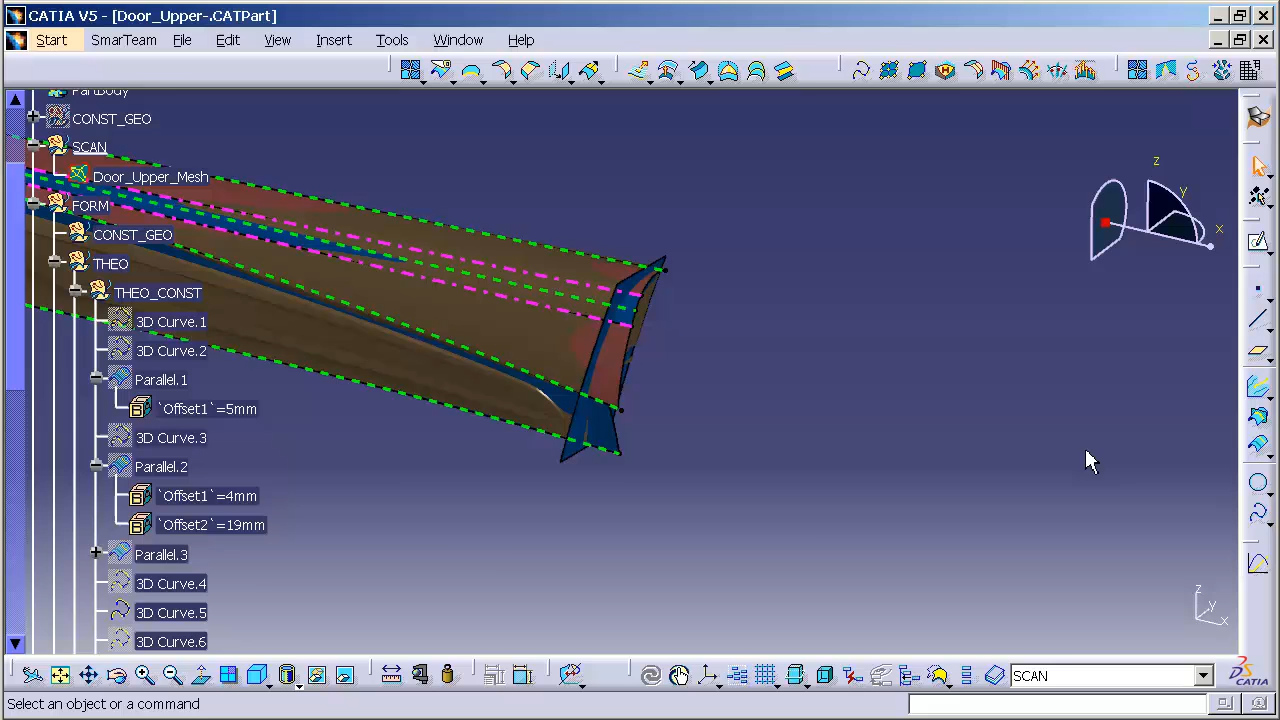 CATIA V5 - [Door_Upper-.CATPart]
Start SmarTeam File Edit View Insert Tools Window Help
PartBody
CONST_GEO
SCAN
Door_Upper_Mesh
FORM
CONST_GEO
THEO
THEO_CONST
3D Curve.1
3D Curve.2
Parallel.1
`Offset1`=5mm
3D Curve.3
Parallel.2
`Offset1`=4mm
`Offset2`=19mm
Parallel.3
3D Curve.4
3D Curve.5
3D Curve.6
z
y
x
z
y
x
SCAN
CATIA
Select an object or a command